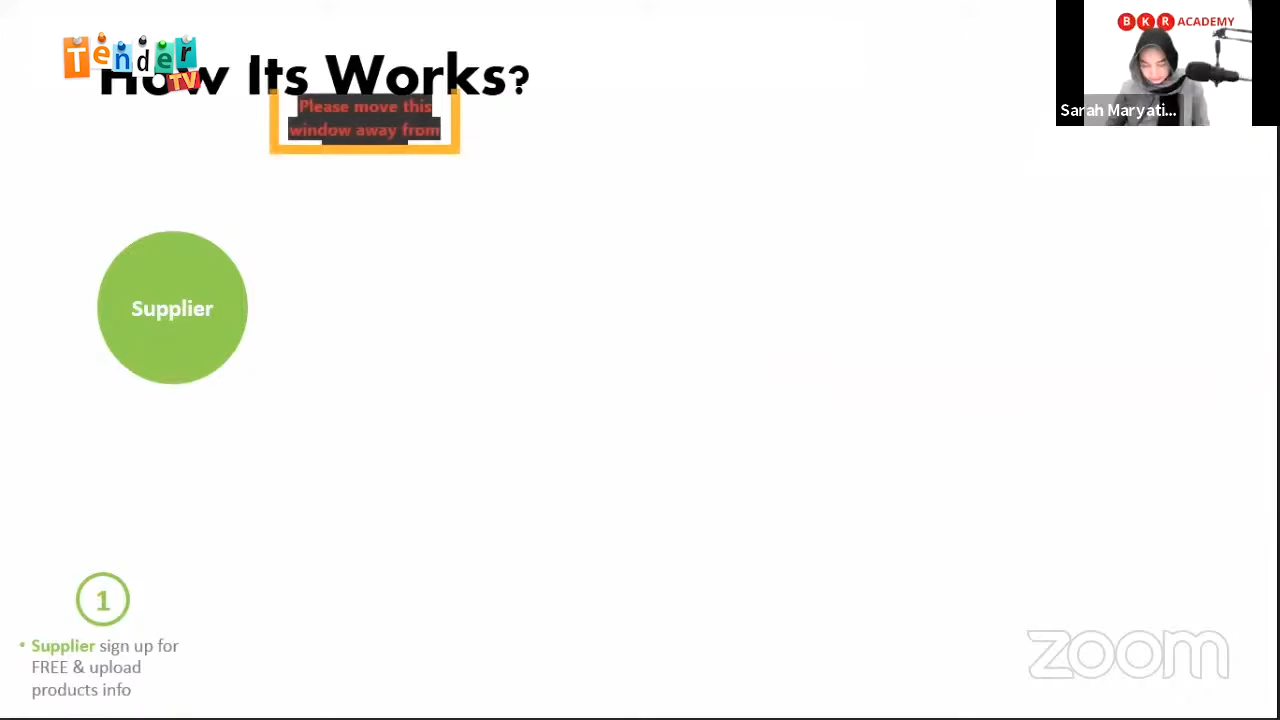 Tender
TV
How Its Works?
Please move this
window away from
BKR ACADEMY
Sarah Maryati...
Supplier
1
• Supplier sign up for
FREE & upload
products info
zoom